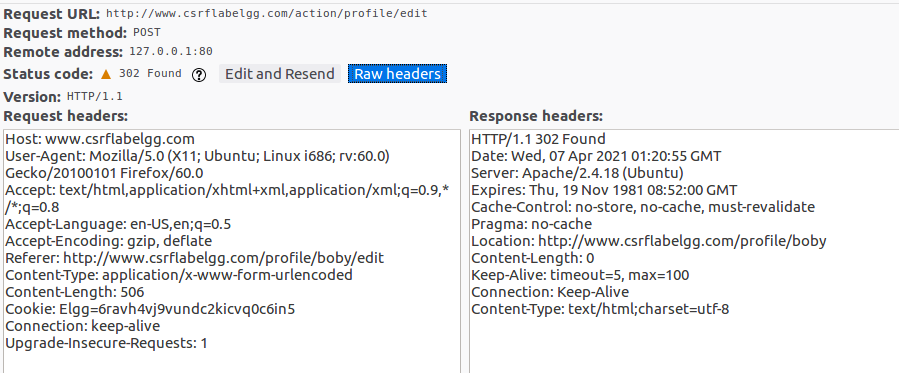 Request URL: http://www.csrflabelgg.com/action/profile/edit
Request method: POST
Remote address: 127.0.0.1:80
Status code: 302 Found ? Edit and Resend Raw headers
Version: HTTP/1.1
Request headers:
Host: www.csrflabelgg.com
User-Agent: Mozilla/5.0 (X11; Ubuntu; Linux i686; rv:60.0)
Gecko/20100101 Firefox/60.0
Accept: text/html,application/xhtml+xml,application/xml;q=0.9,*
/*;q=0.8
Accept-Language: en-US,en;q=0.5
Accept-Encoding: gzip, deflate
Referer: http://www.csrflabelgg.com/profile/boby/edit
Content-Type: application/x-www-form-urlencoded
Content-Length: 506
Cookie: Elgg=6ravh4vj9vundc2kicvq0c6in5
Connection: keep-alive
Upgrade-Insecure-Requests: 1
Response headers:
HTTP/1.1 302 Found
Date: Wed, 07 Apr 2021 01:20:55 GMT
Server: Apache/2.4.18 (Ubuntu)
Expires: Thu, 19 Nov 1981 08:52:00 GMT
Cache-Control: no-store, no-cache, must-revalidate
Pragma: no-cache
Location: http://www.csrflabelgg.com/profile/boby
Content-Length: 0
Keep-Alive: timeout=5, max=100
Connection: Keep-Alive
Content-Type: text/html;charset=utf-8